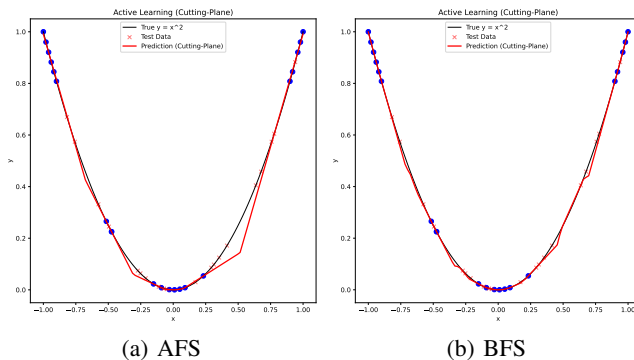 Active Learning (Cutting-Plane)
True y = x^2
Test Data
Prediction (Cutting-Plane)
y
1.0
0.8
0.6
0.4
0.2
0.0
−1.00 −0.75 −0.50 −0.25 0.00 0.25 0.50 0.75 1.00
x
(a) AFS
Active Learning (Cutting-Plane)
True y = x^2
Test Data
Prediction (Cutting-Plane)
y
1.0
0.8
0.6
0.4
0.2
0.0
−1.00 −0.75 −0.50 −0.25 0.00 0.25 0.50 0.75 1.00
x
(b) BFS